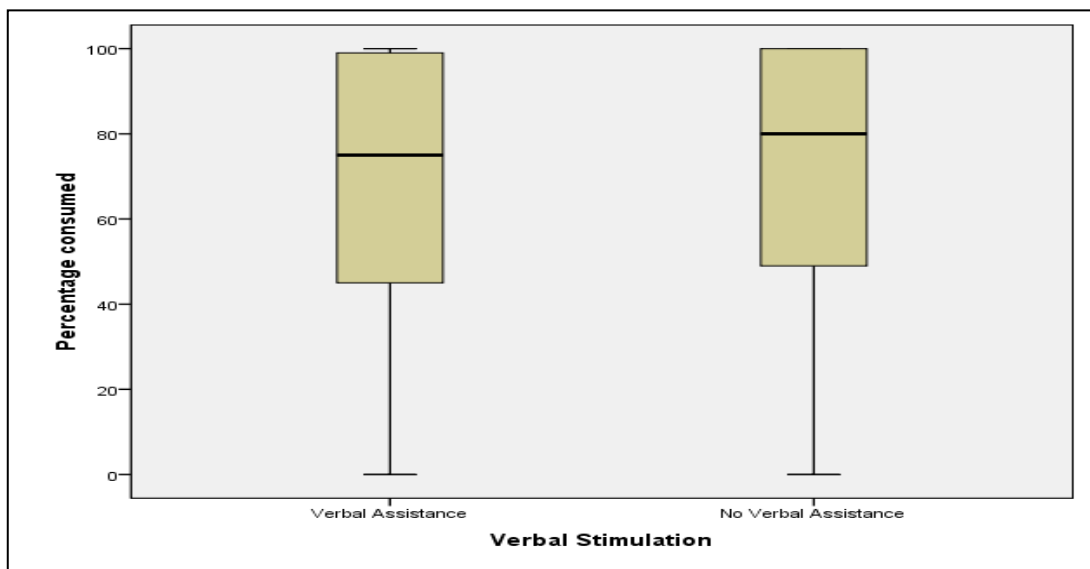 Percentage consumed
100
80
60
40
20
0
Verbal Assistance
No Verbal Assistance
Verbal Stimulation